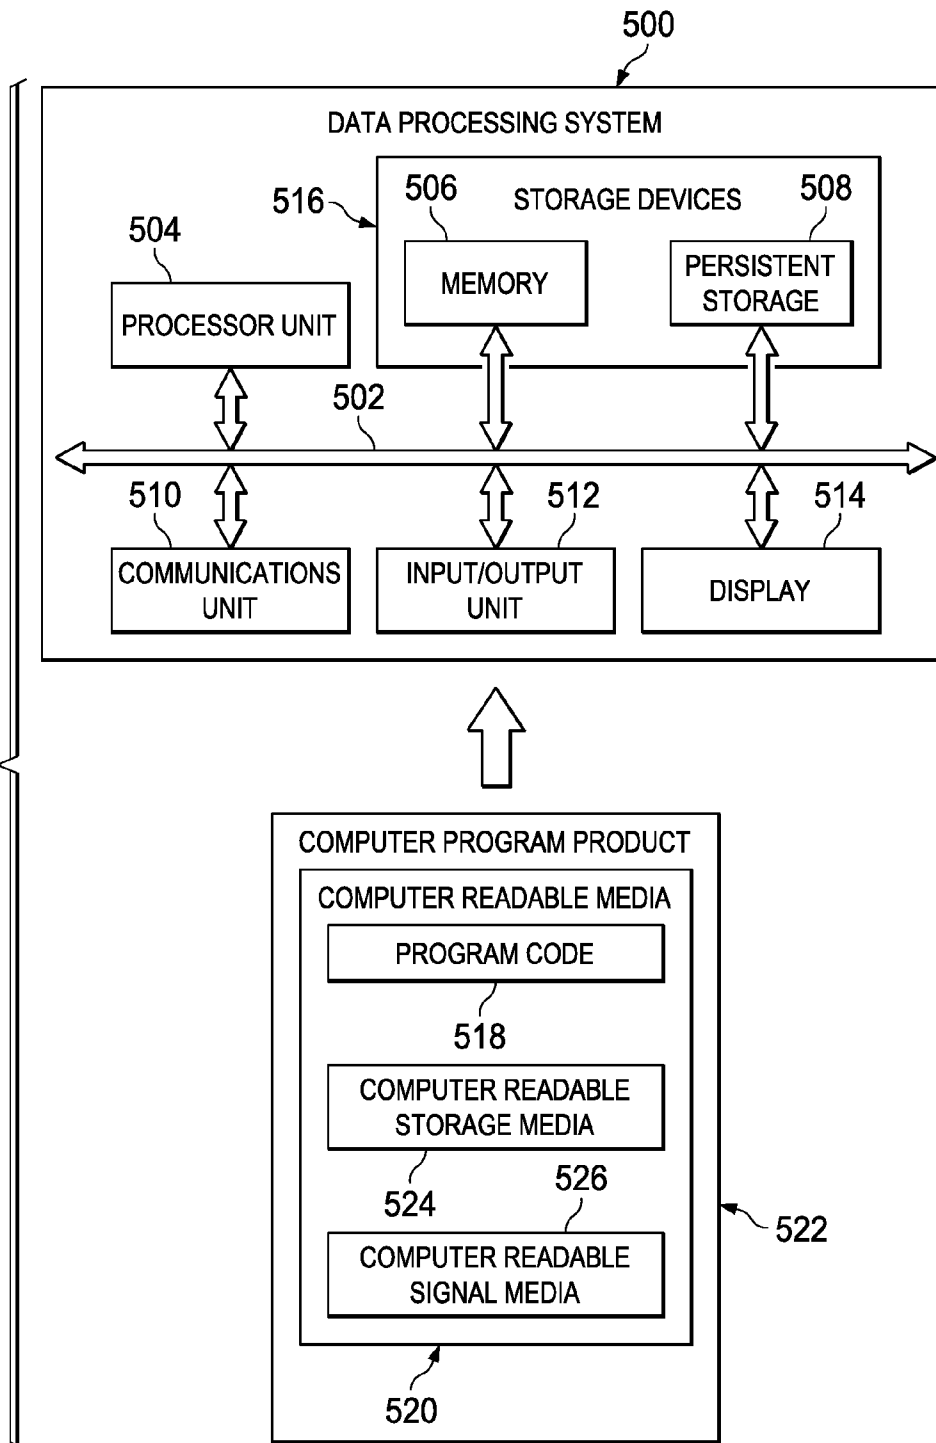 500
DATA PROCESSING SYSTEM
516
506
STORAGE DEVICES
508
504
MEMORY
PERSISTENT
STORAGE
PROCESSOR UNIT
502
510
512
514
COMMUNICATIONS
UNIT
INPUT/OUTPUT
UNIT
DISPLAY
COMPUTER PROGRAM PRODUCT
COMPUTER READABLE MEDIA
PROGRAM CODE
518
COMPUTER READABLE
STORAGE MEDIA
524
526
522
COMPUTER READABLE
SIGNAL MEDIA
520